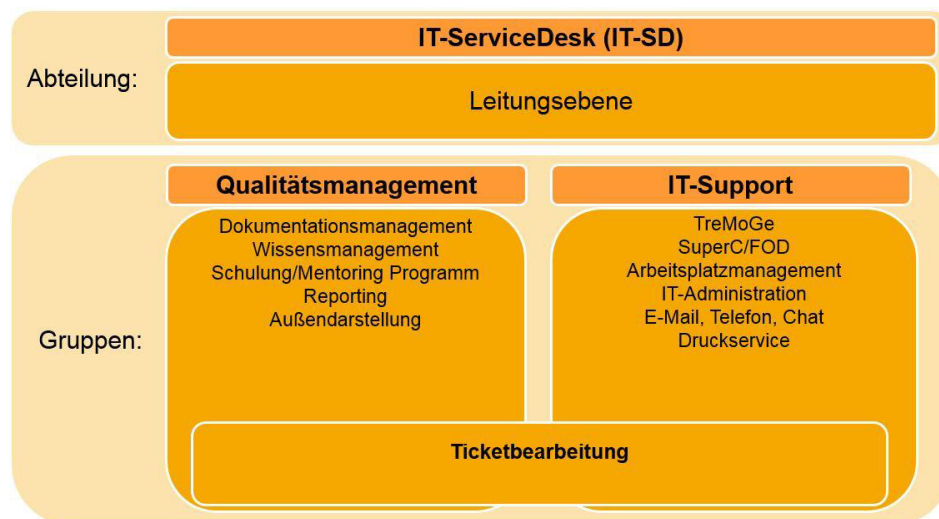 IT-ServiceDesk (IT-SD)
Abteilung:
Leitungsebene
Qualitätsmanagement
IT-Support
Gruppen:
Dokumentationsmanagement
Wissensmanagement
Schulung/Mentoring Programm
Reporting
Außendarstellung
TreMoGe
SuperC/FOD
Arbeitsplatzmanagement
IT-Administration
E-Mail, Telefon, Chat
Druckservice
Ticketbearbeitung